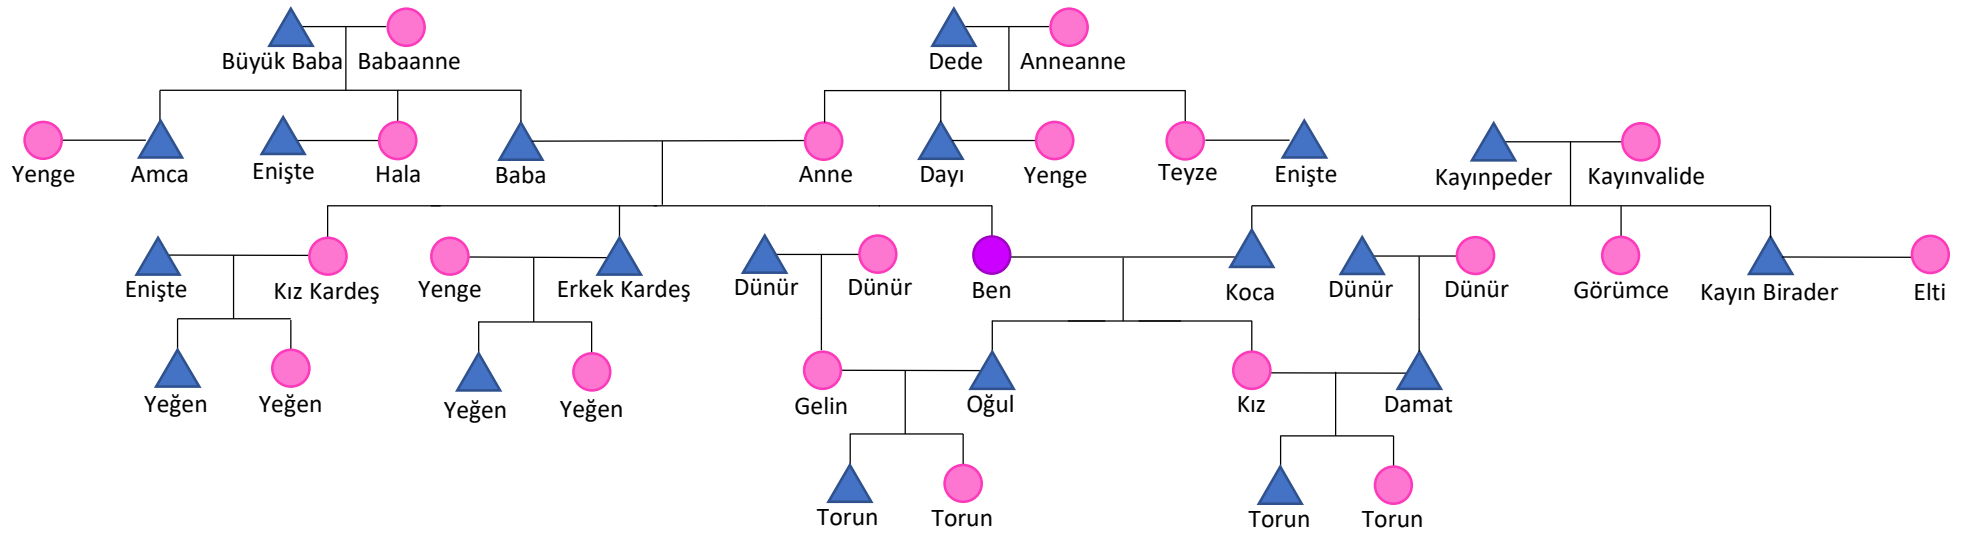 Büyük Baba Babaanne Dede Anneanne
Yenge Amca Enişte Hala Baba Anne Dayı Yenge Teyze Enişte Kayınpeder Kayınvalide
Enişte Kız Kardeş Yenge Erkek Kardeş Dünür Dünür Ben Koca Dünür Dünür Görümce Kayın Birader Elti
Yeğen Yeğen Yeğen Yeğen Gelin Oğul Kız Damat
Torun Torun Torun Torun